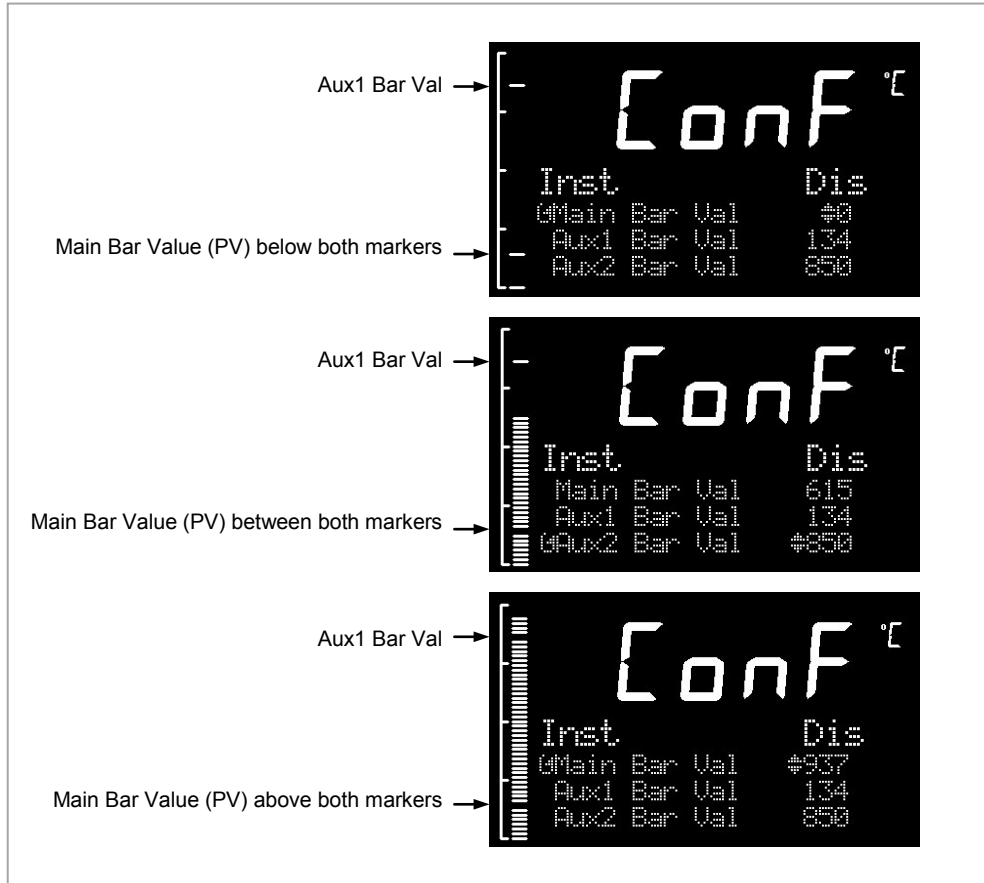 Aux1 Bar Val
ConF °C
Inst Dis
Main Bar Val 0
Main Bar Value (PV) below both markers
Aux1 Bar Val 134
Aux2 Bar Val 850
Aux1 Bar Val
ConF °C
Inst Dis
Main Bar Val 615
Main Bar Value (PV) between both markers
Aux1 Bar Val 134
Aux2 Bar Val 850
Aux1 Bar Val
ConF °C
Inst Dis
Main Bar Val 937
Main Bar Value (PV) above both markers
Aux1 Bar Val 134
Aux2 Bar Val 850